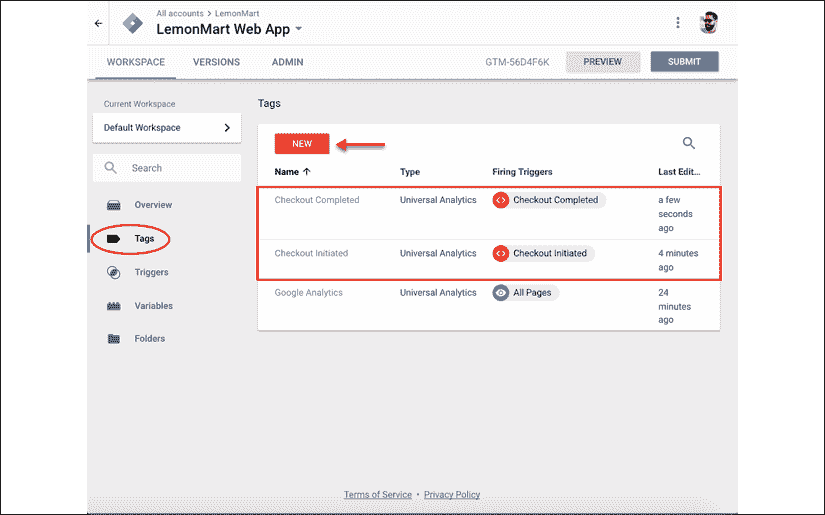 All accounts > LemonMart
LemonMart Web App
WORKSPACE VERSIONS ADMIN GTM-56D4F6K PREVIEW SUBMIT
Current Workspace
Default Workspace
Search
Overview
Tags
Triggers
Variables
Folders
Tags
NEW
Name Type Firing Triggers Last Edit...
Checkout Completed Universal Analytics Checkout Completed a few
seconds
ago
Checkout Initiated Universal Analytics Checkout Initiated 4 minutes
ago
Google Analytics Universal Analytics All Pages 24
minutes
ago
Terms of Service • Privacy Policy